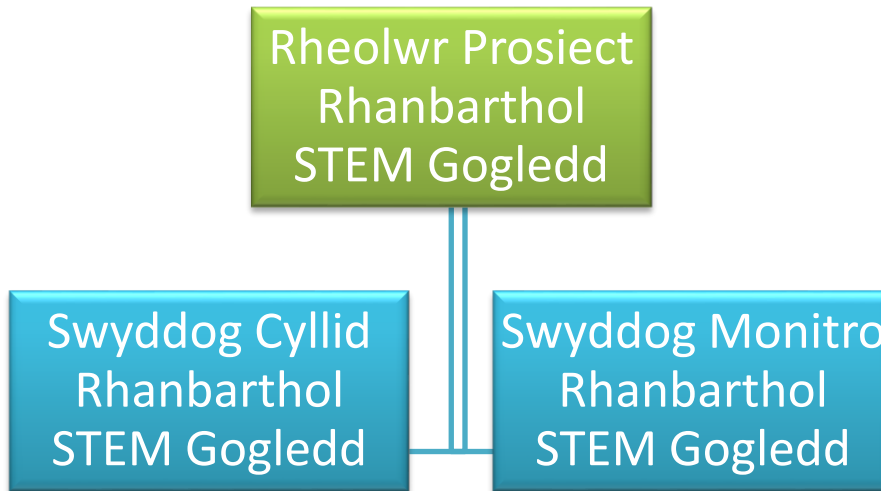 Rheolwr Prosiect
Rhanbarthol
STEM Gogledd
Swyddog Cyllid
Rhanbarthol
STEM Gogledd
Swyddog Monitro
Rhanbarthol
STEM Gogledd